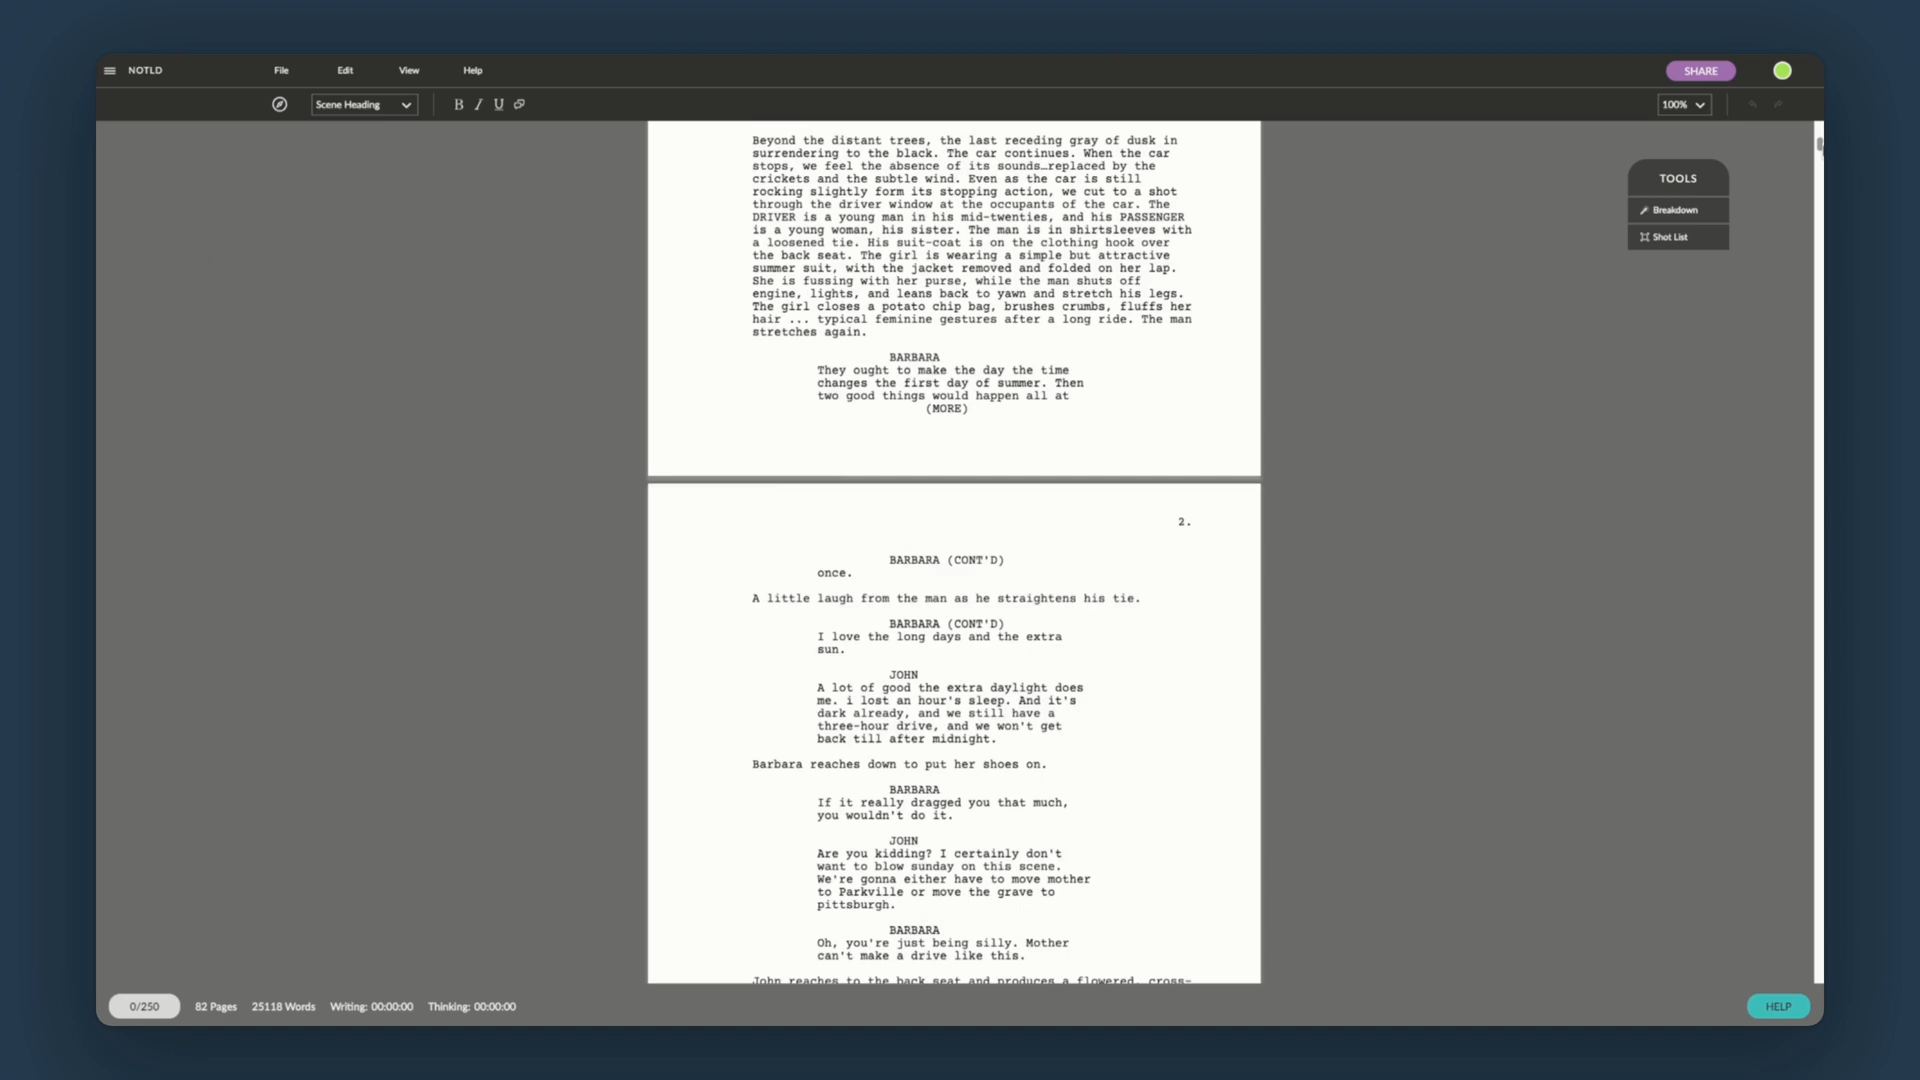 NOTLD File Edit View Help SHARE
Scene Heading B I U 100%
Beyond the distant trees, the last receding gray of dusk in
surrendering to the black. The car continues. When the car
stops, we feel the absence of its sounds…replaced by the
crickets and the subtle wind. Even as the car is still
rocking slightly form its stopping action, we cut to a shot
through the driver window at the occupants of the car. The
DRIVER is a young man in his mid-twenties, and his PASSENGER
is a young woman, his sister. The man is in shirtsleeves with
a loosened tie. His suit-coat is on the clothing hook over
the back seat. The girl is wearing a simple but attractive
summer suit, with the jacket removed and folded on her lap.
She is fussing with her purse, while the man shuts off
engine, lights, and leans back to yawn and stretch his legs.
The girl closes a potato chip bag, brushes crumbs, fluffs her
hair ... typical feminine gestures after a long ride. The man
stretches again.
BARBARA
They ought to make the day the time
changes the first day of summer. Then
two good things would happen all at
(MORE)
TOOLS
Breakdown
Shot List
2.
BARBARA (CONT'D)
once.
A little laugh from the man as he straightens his tie.
BARBARA (CONT'D)
I love the long days and the extra
sun.
JOHN
A lot of good the extra daylight does
me. i lost an hour's sleep. And it's
dark already, and we still have a
three-hour drive, and we won't get
back till after midnight.
Barbara reaches down to put her shoes on.
BARBARA
If it really dragged you that much,
you wouldn't do it.
JOHN
Are you kidding? I certainly don't
want to blow sunday on this scene.
We're gonna either have to move mother
to Parkville or move the grave to
pittsburgh.
BARBARA
Oh, you're just being silly. Mother
can't make a drive like this.
John reaches to the back seat and produces a flowered, cross-
0/250 82 Pages 25118 Words Writing: 00:00:00 Thinking: 00:00:00 HELP